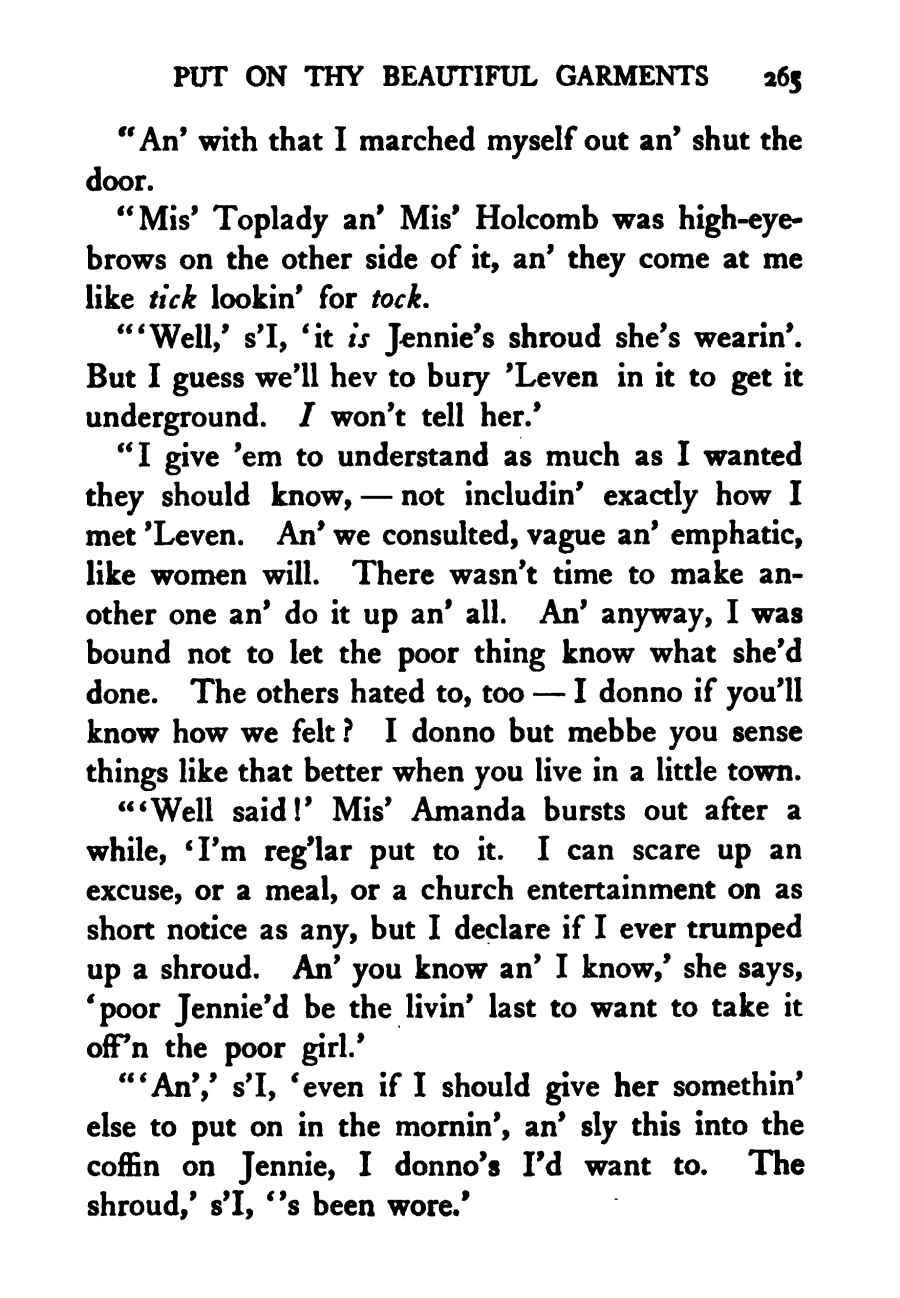 PUT ON THY BEAUTIFUL GARMENTS 265
“An’ with that I marched myself out an’ shut the
door.
“Mis’ Toplady an’ Mis’ Holcomb was high-eye-
brows on the other side of it, an’ they come at me
like tick lookin’ for tock.
“‘Well,’ s’I, ‘it is Jennie’s shroud she’s wearin’.
But I guess we’ll hev to bury ’Leven in it to get it
underground. I won’t tell her.’
“I give ’em to understand as much as I wanted
they should know, — not includin’ exactly how I
met ’Leven. An’ we consulted, vague an’ emphatic,
like women will. There wasn’t time to make an-
other one an’ do it up an’ all. An’ anyway, I was
bound not to let the poor thing know what she’d
done. The others hated to, too — I donno if you’ll
know how we felt? I donno but mebbe you sense
things like that better when you live in a little town.
“‘Well said!’ Mis’ Amanda bursts out after a
while, ‘I’m reg’lar put to it. I can scare up an
excuse, or a meal, or a church entertainment on as
short notice as any, but I declare if I ever trumped
up a shroud. An’ you know an’ I know,’ she says,
‘poor Jennie’d be the livin’ last to want to take it
off’n the poor girl.’
“‘An’,’ s’I, ‘even if I should give her somethin’
else to put on in the mornin’, an’ sly this into the
coffin on Jennie, I donno’s I’d want to. The
shroud,’ s’I, ‘’s been wore.’